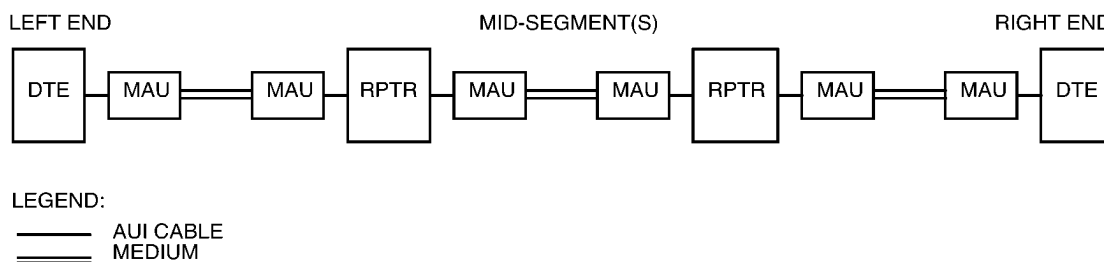 LEFT END
MID-SEGMENT(S)
RIGHT END
DTE
MAU
MAU
RPTR
MAU
MAU
RPTR
MAU
MAU
DTE
LEGEND:
AUI CABLE
MEDIUM